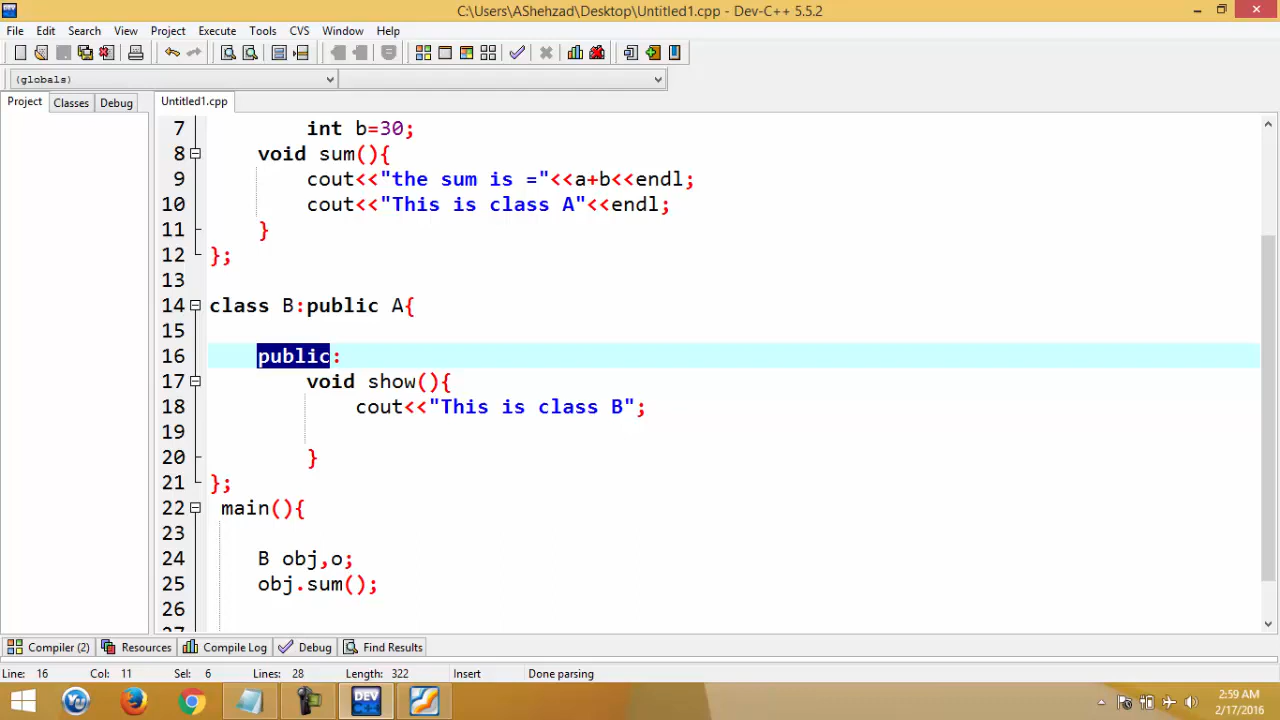 C:\Users\AShehzad\Desktop\Untitled1.cpp - Dev-C++ 5.5.2
File Edit Search View Project Execute Tools CVS Window Help
(globals)
Project Classes Debug Untitled1.cpp
7 int b=30;
8 void sum(){
9 cout<<"the sum is ="<<a+b<<endl;
10 cout<<"This is class A"<<endl;
11 }
12 };
13
14 class B:public A{
15
16 public:
17 void show(){
18 cout<<"This is class B";
19
20 }
21 };
22 main(){
23
24 B obj,o;
25 obj.sum();
26
27
Compiler (2) Resources Compile Log Debug Find Results
Line: 16 Col: 11 Sel: 6 Lines: 28 Length: 322 Insert Done parsing
DEV
2:59 AM
2/17/2016